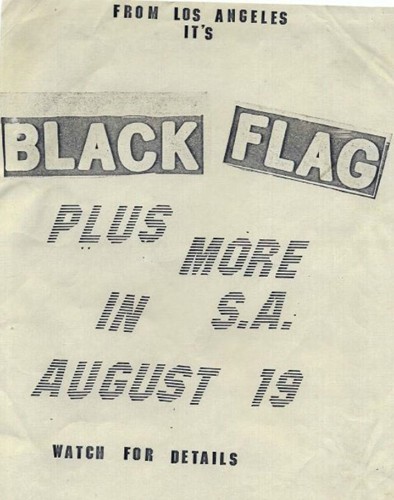 FROM LOS ANGELES
IT'S
BLACK FLAG
PLUS
MORE
IN S.A.
AUGUST 19
WATCH FOR DETAILS